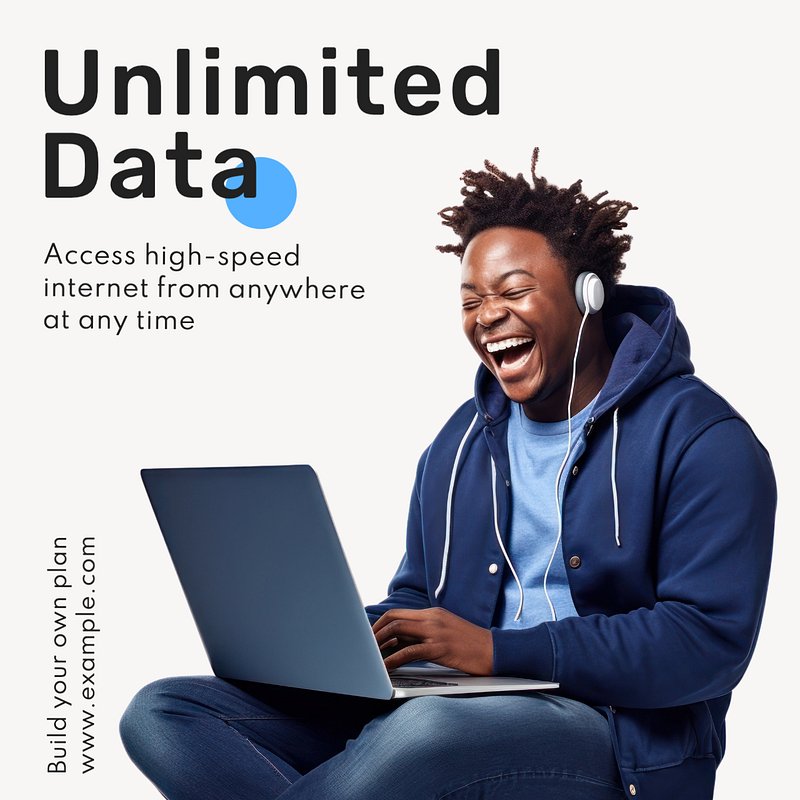 Unlimited
Data
Access high-speed
internet from anywhere
at any time
Build your own plan
www.example.com